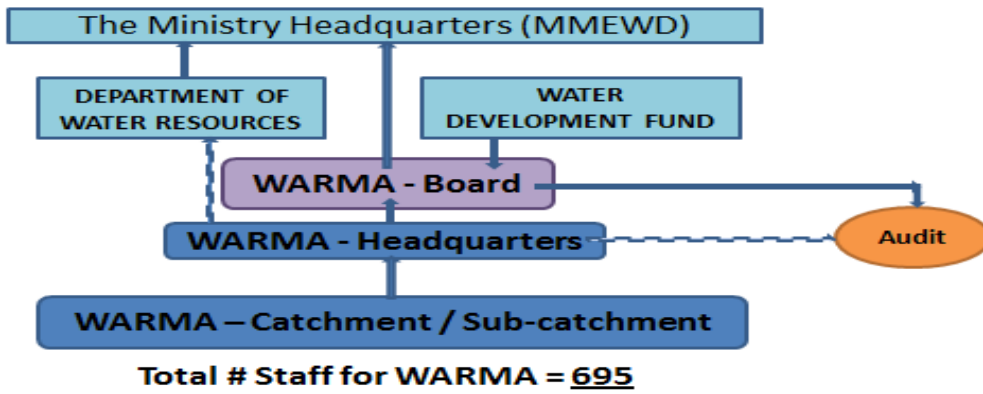 The Ministry Headquarters (MMEWD)
DEPARTMENT OF
WATER RESOURCES
WATER
DEVELOPMENT FUND
WARMA - Board
WARMA - Headquarters
Audit
WARMA – Catchment / Sub-catchment
Total # Staff for WARMA = 695